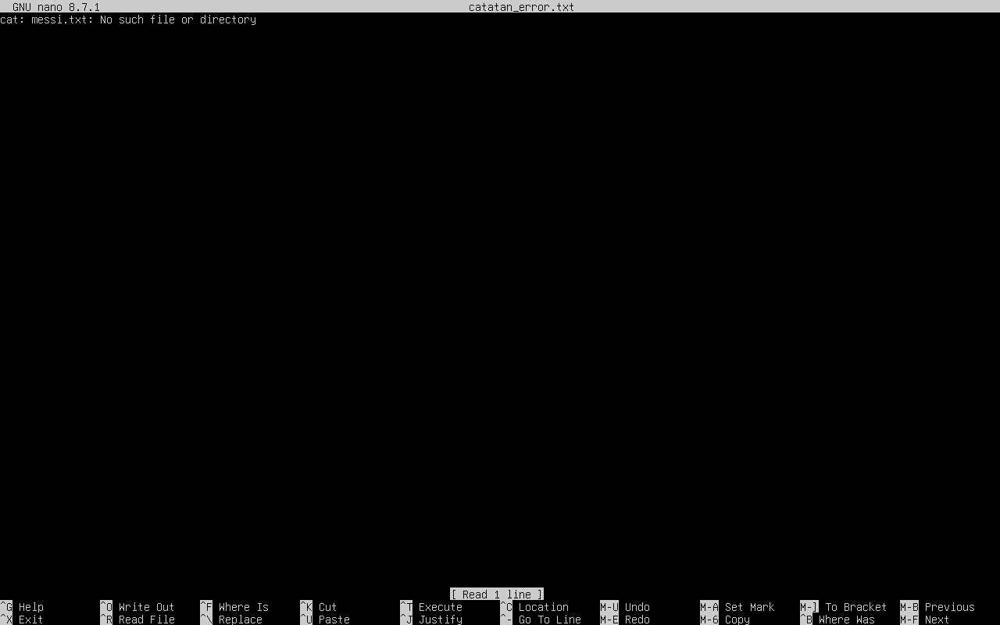 GNU nano 8.7.1 catatan_error.txt
cat: messi.txt: No such file or directory
[ Read 1 line ]
^G Help ^O Write Out ^F Where Is ^K Cut ^T Execute ^C Location M-U Undo M-A Set Mark M-] To Bracket M-B Previous
^X Exit ^R Read File ^\ Replace ^U Paste ^J Justify ^- Go To Line M-E Redo M-6 Copy ^B Where Was M-F Next